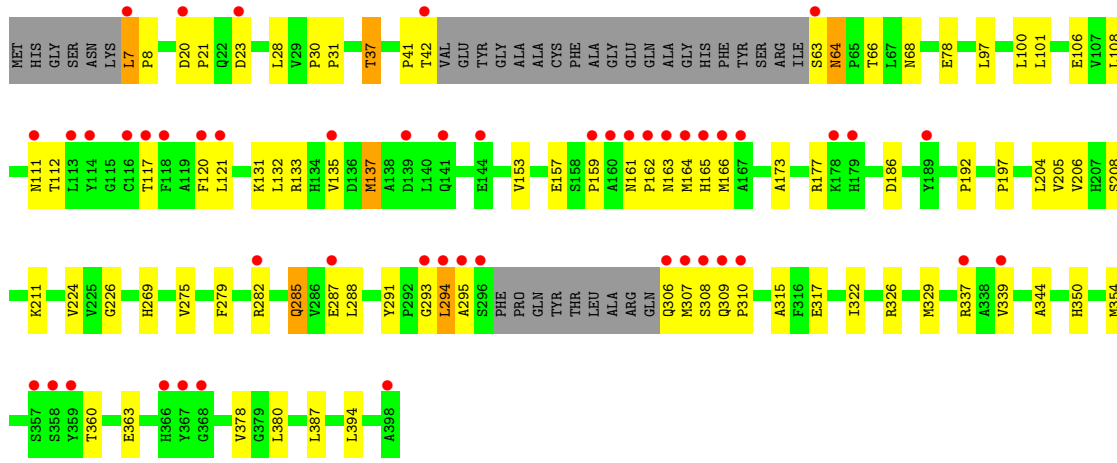 MET HIS GLY SER ASN LYS L7 P8 D20 P21 Q22 D23 L28 V29 P30 P31 T37 P41 T42 VAL GLU TYR GLY ALA ALA CYS PHE ALA GLY GLU GLN ALA GLY HIS PHE TYR SER ARG ILE S63 N64 P65 T66 L67 N68 E78 L97 L100 L101 E106 V107 L108
N111 T112 L113 Y114 G115 C116 T117 F118 A119 F120 L121 K131 L132 R133 H134 V135 D136 M137 A138 D139 L140 Q141 E144 V153 E157 S158 P159 A160 N161 P162 N163 M164 H165 M166 A167 A173 R177 K178 H179 D186 Y189 P192 P197 L204 V205 V206 H207 S208
K211 V224 V225 G226 H269 V275 F279 R282 Q285 V286 E287 L288 Y291 P292 G293 L294 A295 S296 PHE PRO GLN TYR THR LEU ALA ARG GLN Q306 M307 S308 Q309 P310 A315 F316 E317 I322 R326 M329 R337 A338 V339 A344 H350 M354
S357 S358 Y359 T360 E363 H366 Y367 G368 V378 G379 L380 L387 L394 A398